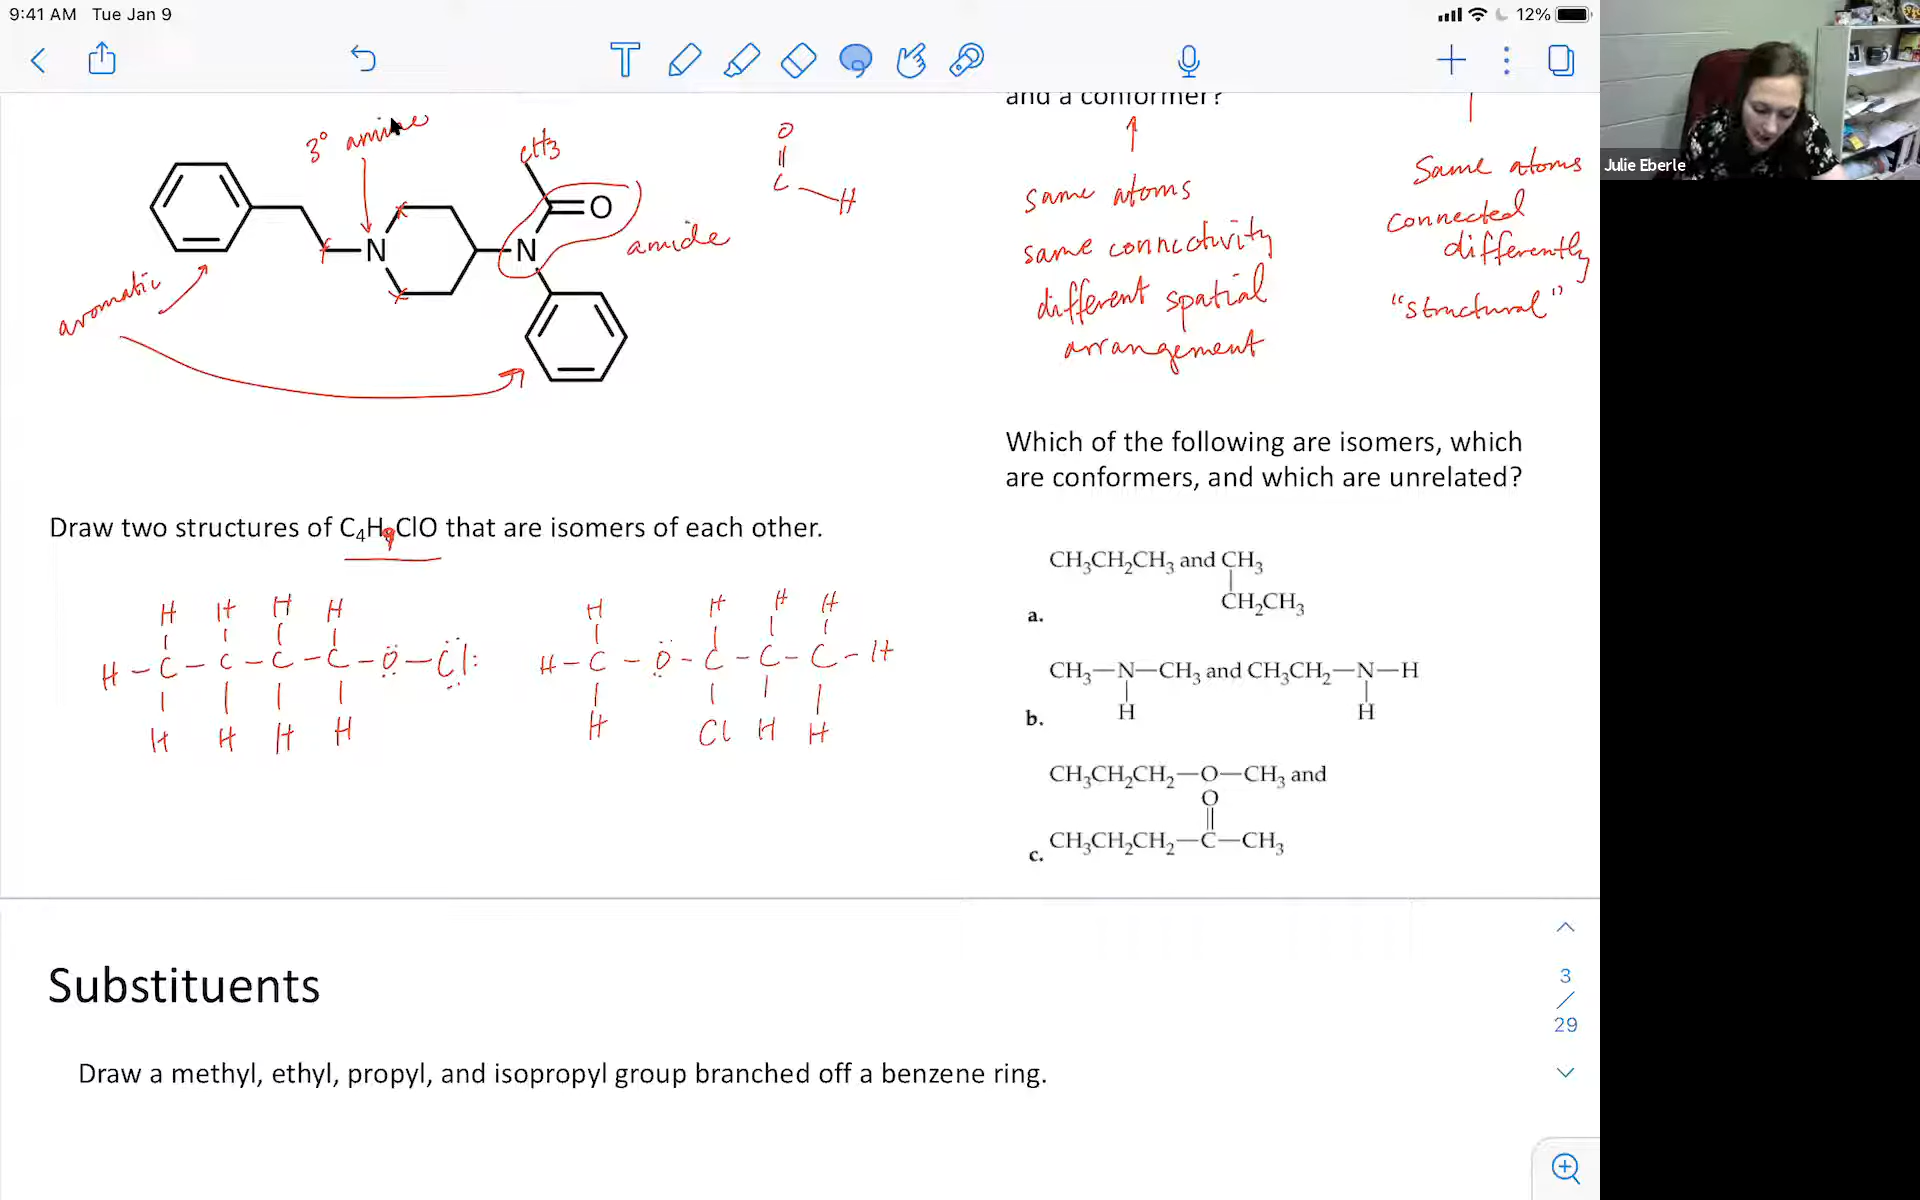 9:41 AM Tue Jan 9
12%
Julie Eberle
3° amine
CH3
O
N
N
amide
aromatic
O
C
H
Draw two structures of C₄H₉ClO that are isomers of each other.
H H H H
H-C-C-C-C-O-Cl:
H H H H
H H H H
H-C-O-C-C-C-H
H Cl H H
and a conformer?
same atoms
same connectivity
different spatial
arrangement
Same atoms
connected
differently
"structural"
Which of the following are isomers, which
are conformers, and which are unrelated?
CH₃CH₂CH₃ and CH₃
CH₂CH₃
a.
CH₃—N—CH₃ and CH₃CH₂—N—H
H H
b.
CH₃CH₂CH₂—O—CH₃ and
O
CH₃CH₂CH₂—C—CH₃
c.
3
/
29
Substituents
Draw a methyl, ethyl, propyl, and isopropyl group branched off a benzene ring.